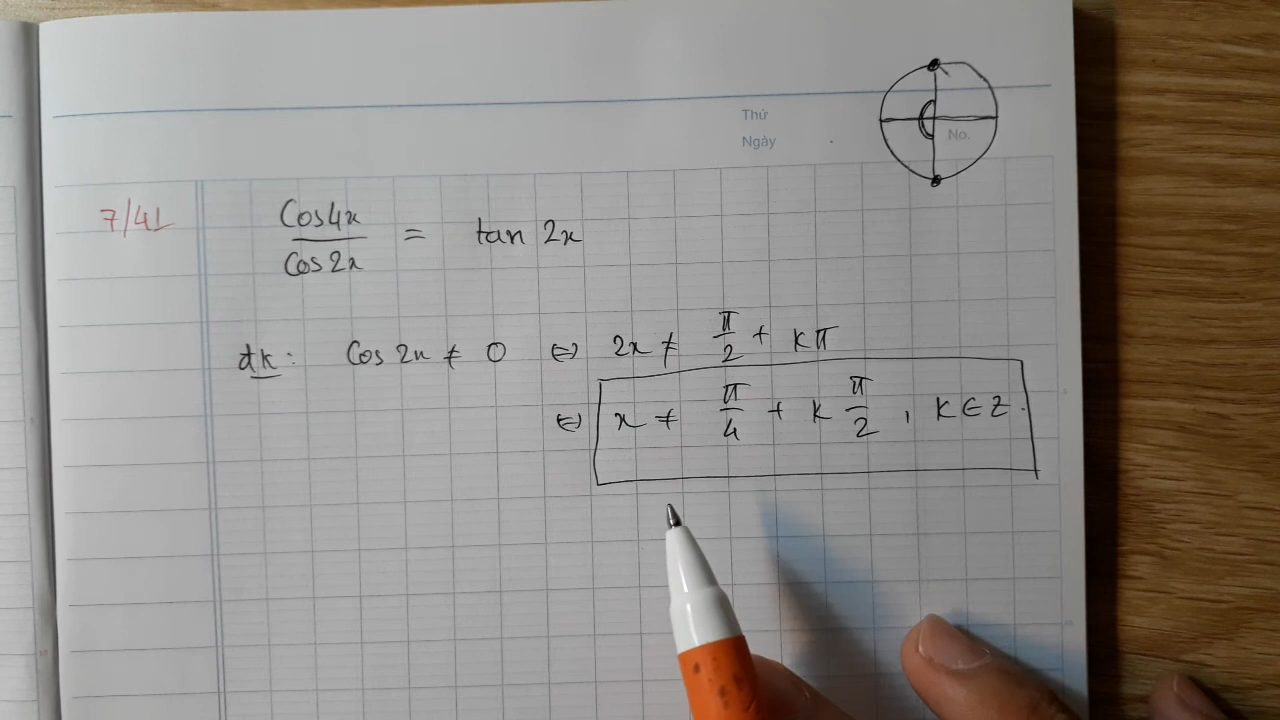 Thứ
Ngày
No.
7/41
cos4x / cos2x = tan 2x
đk: cos 2x ≠ 0 ⇔ 2x ≠ π/2 + kπ
⇔ x ≠ π/4 + k π/2 , k ∈ Z.